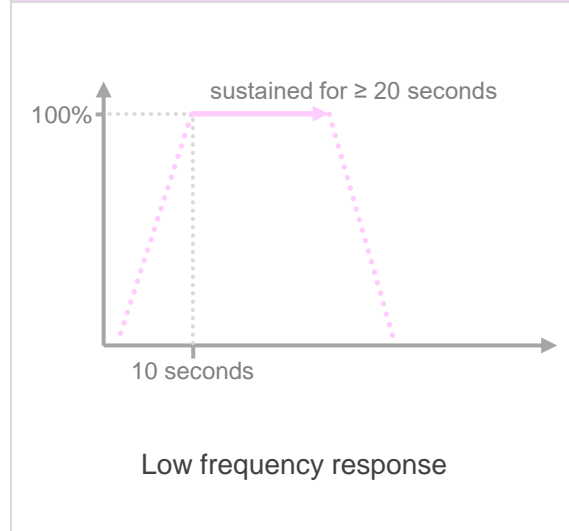 sustained for ≥ 20 seconds
100%
10 seconds
Low frequency response